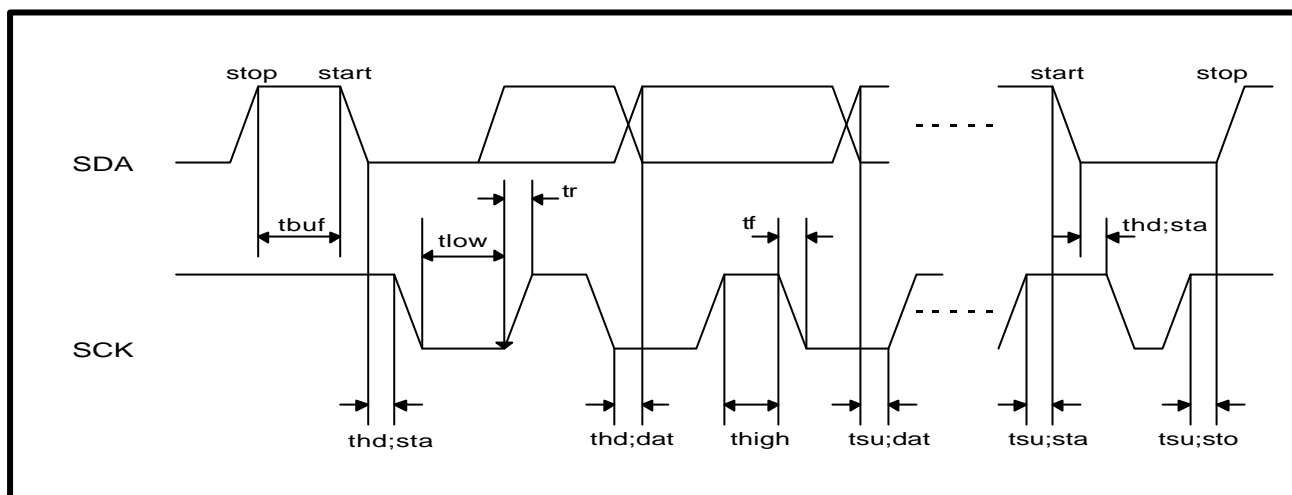 stop start start stop
SDA
tr
tbuf tlow tf thd;sta
SCK
thd;sta thd;dat thigh tsu;dat tsu;sta tsu;sto